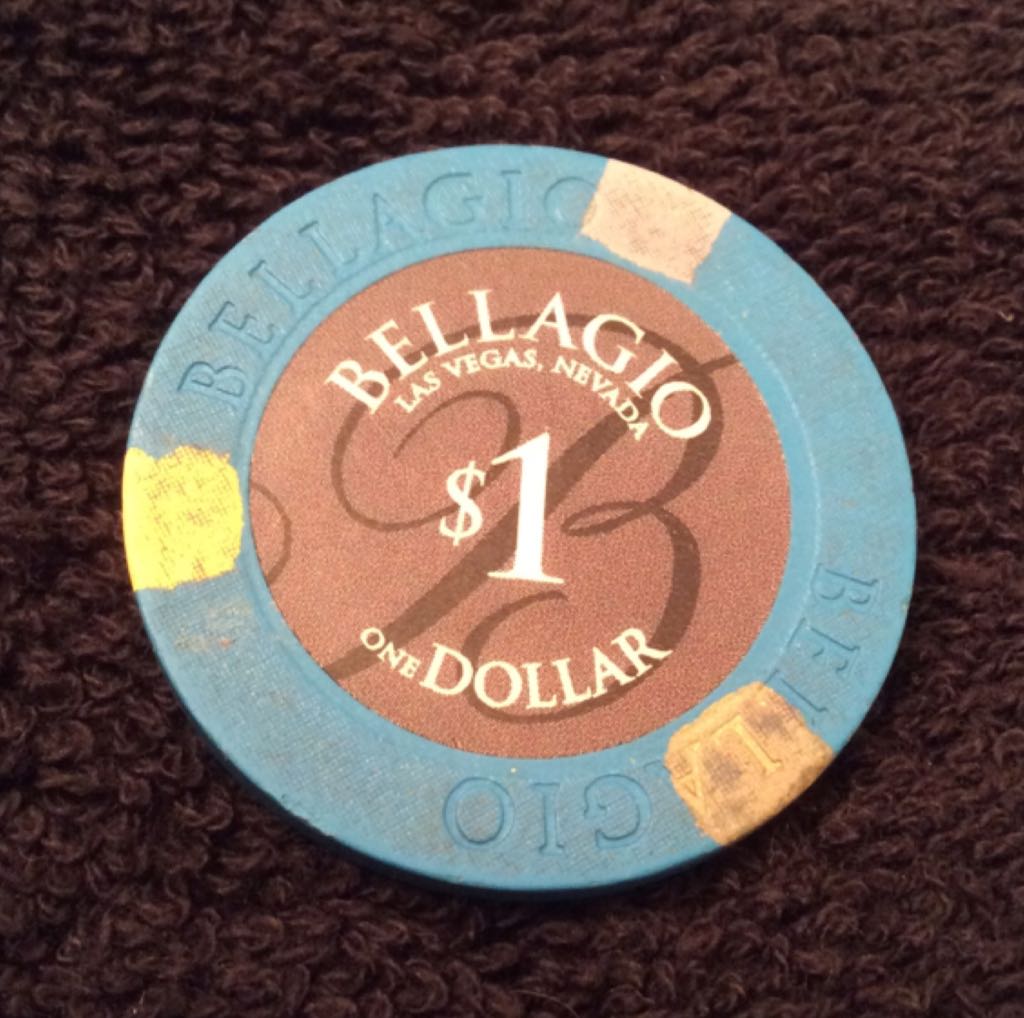 BELLAGIO
BELLAGIO
LAS VEGAS, NEVADA
$1
ONE DOLLAR
BELLAGIO